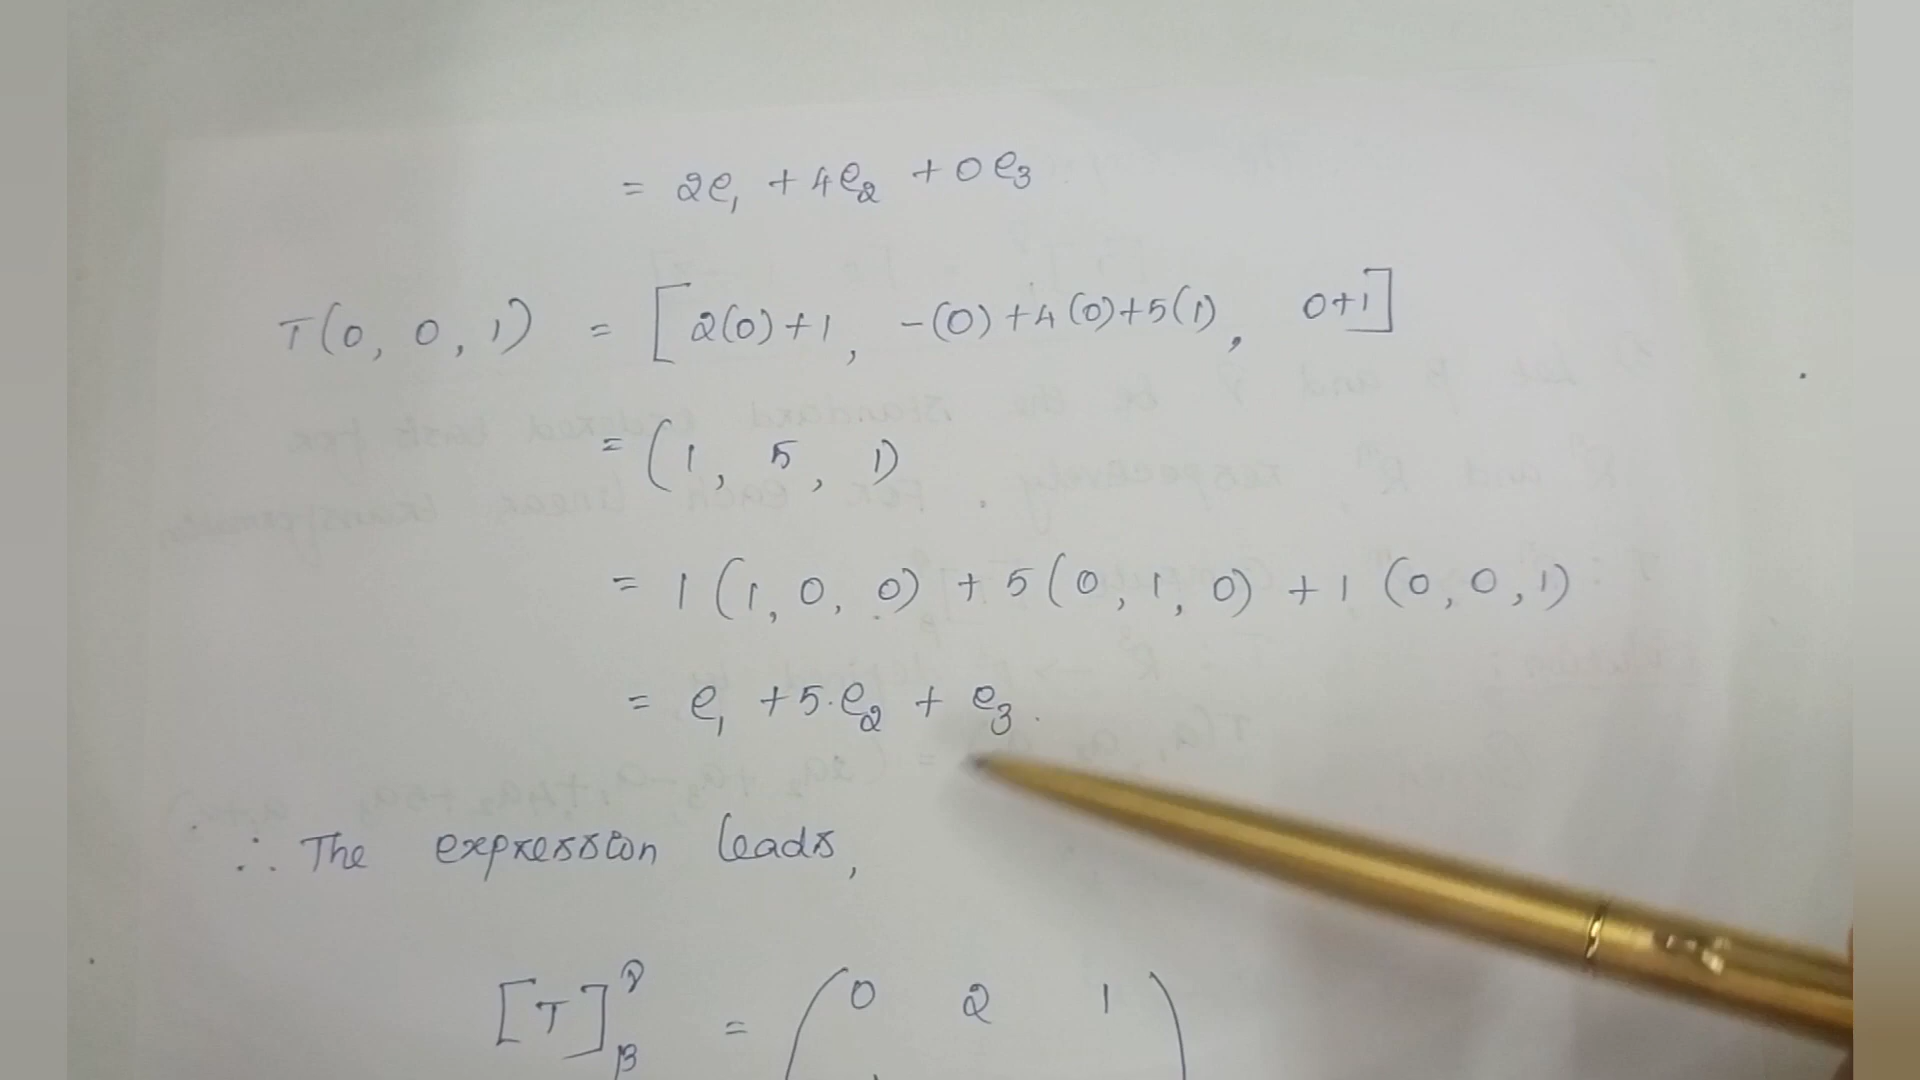 = 2e₁ + 4e₂ + 0e₃
T(0, 0, 1) = [2(0)+1, -(0)+4(0)+5(1), 0+1]
= (1, 5, 1)
= 1(1, 0, 0) + 5(0, 1, 0) + 1(0, 0, 1)
= e₁ + 5·e₂ + e₃.
∴ The expression leads,
[T]ᵧβ = (0 2 1)